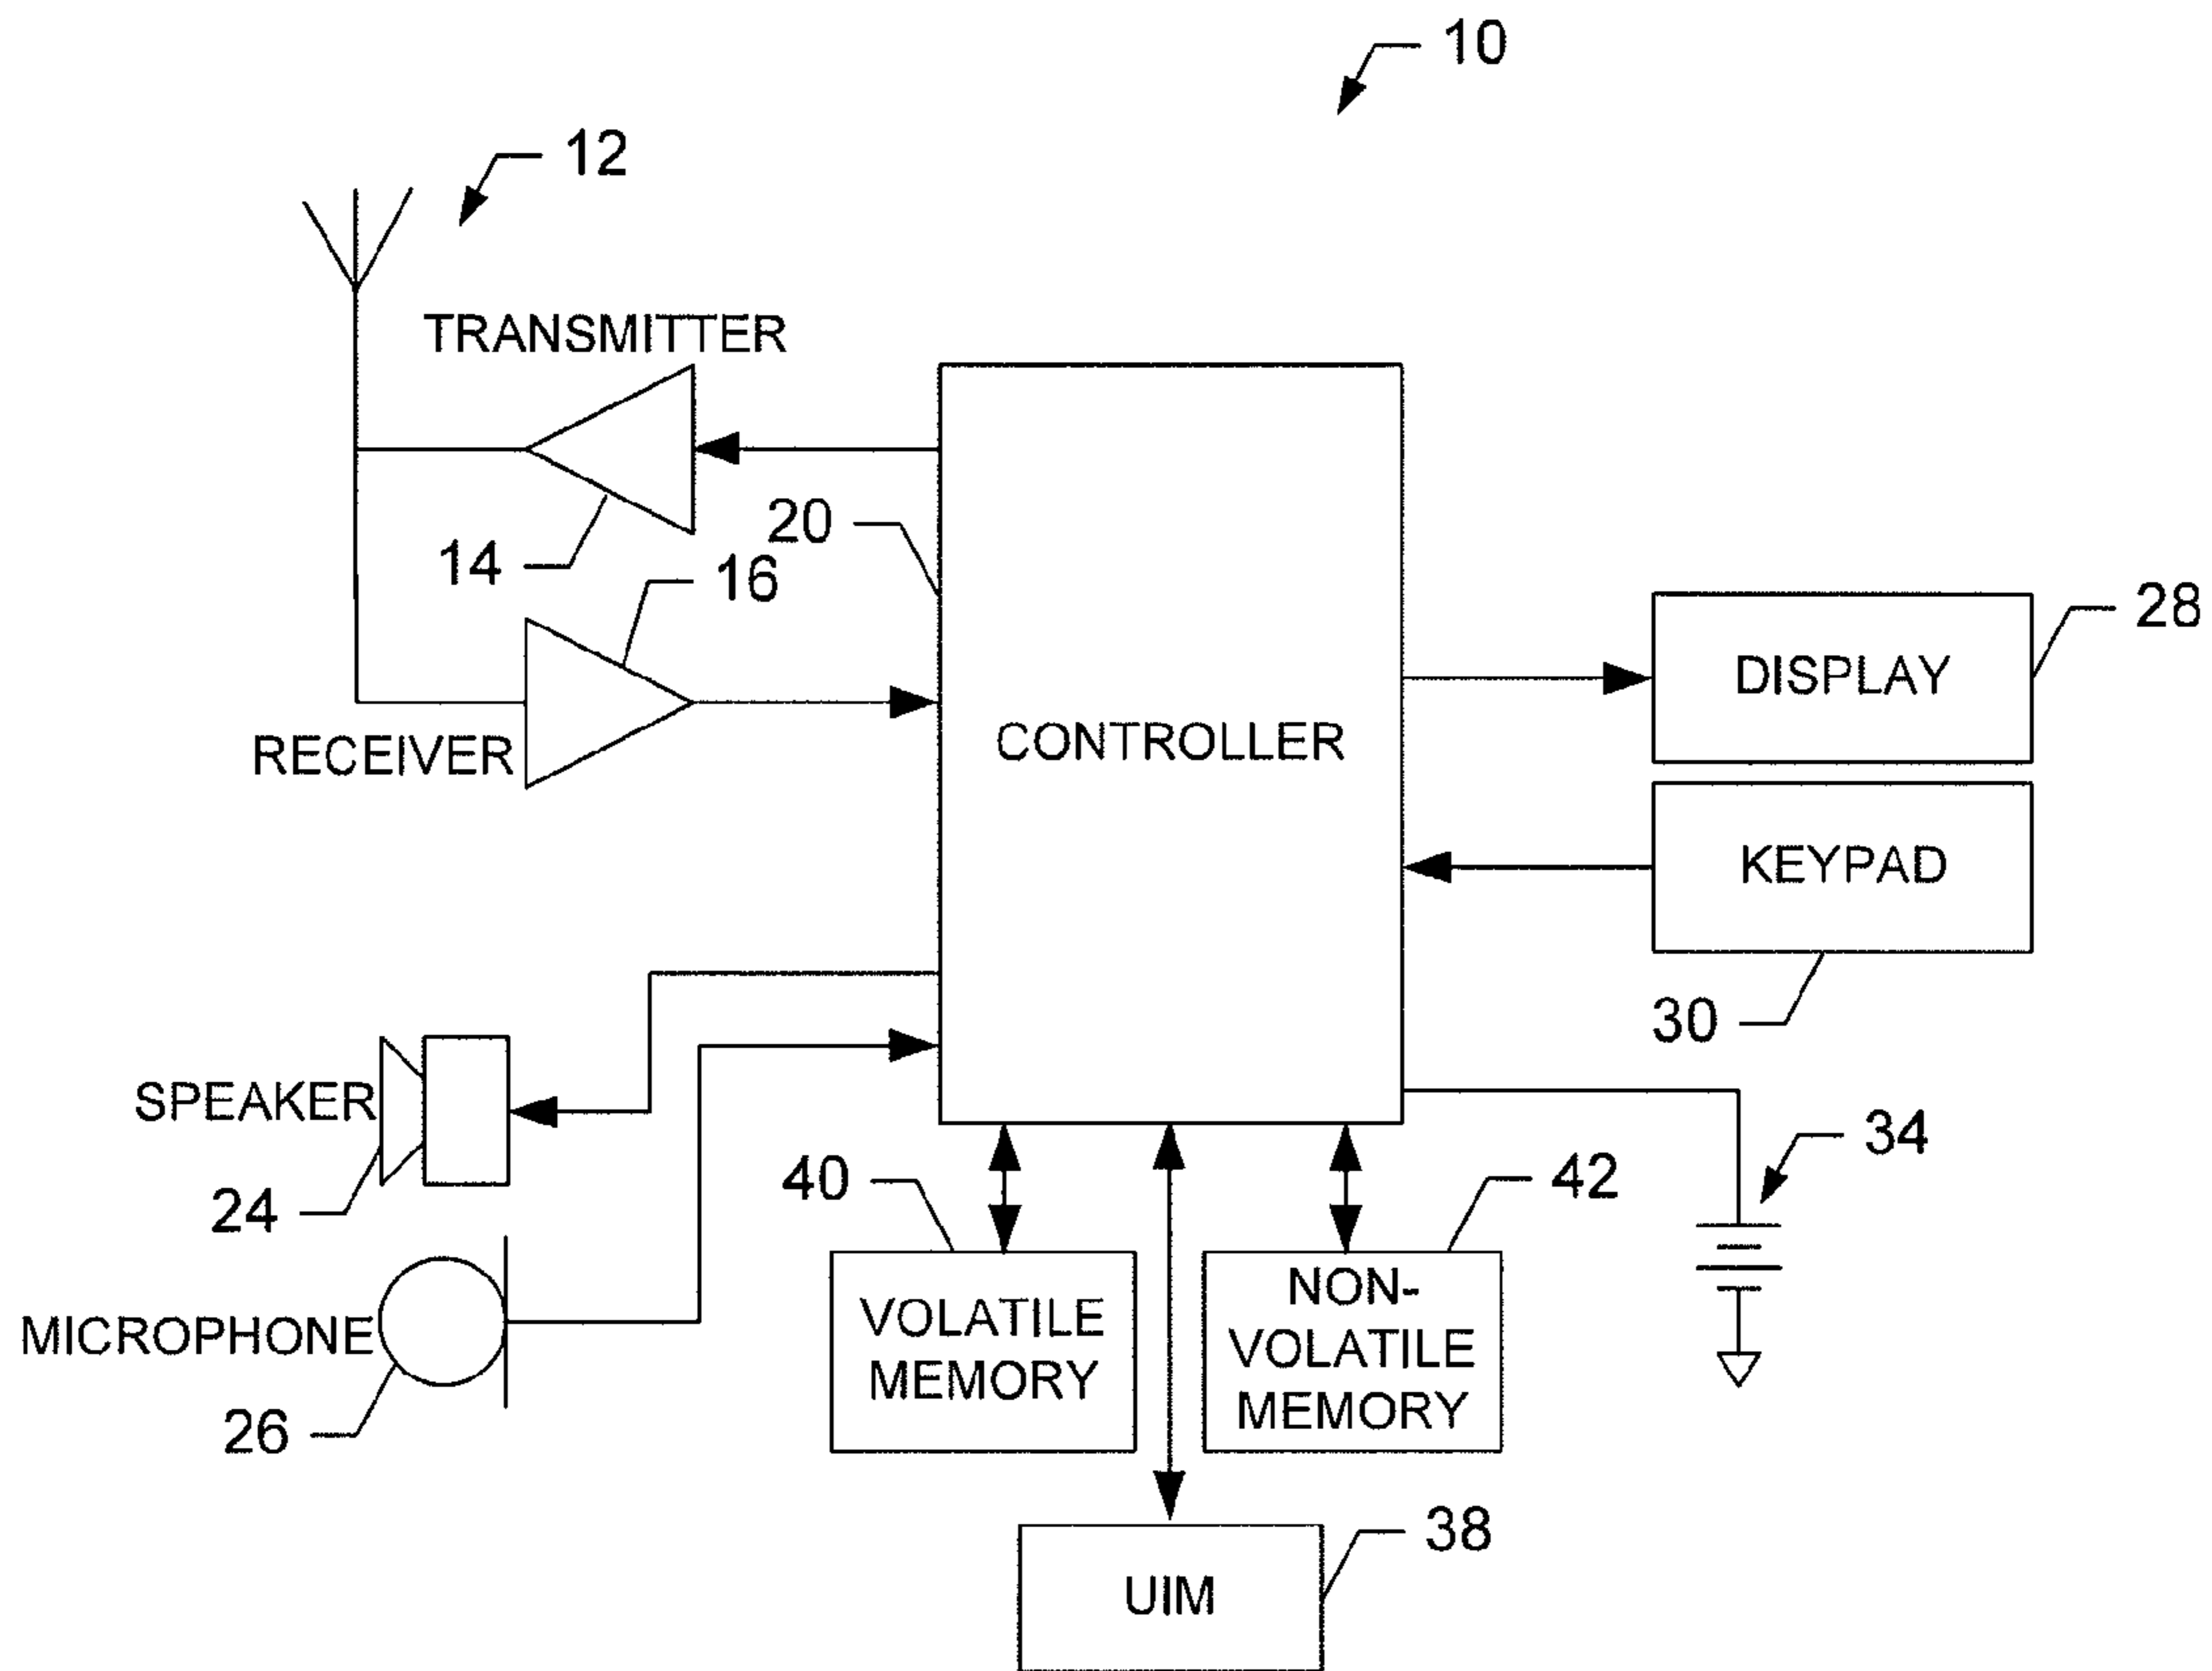 10
12
TRANSMITTER
14
20
16
28
DISPLAY
CONTROLLER
RECEIVER
KEYPAD
30
SPEAKER
24
34
40
42
MICROPHONE
26
VOLATILE
MEMORY
NON-
VOLATILE
MEMORY
38
UIM